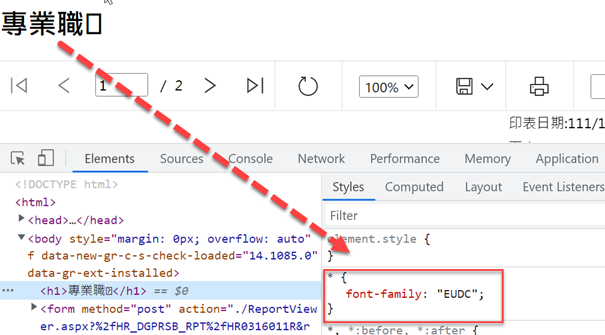 專業職
1 / 2
100%
印表日期:111/1
Elements Sources Console Network Performance Memory Application
<!DOCTYPE html>
<html>
<head>…</head>
<body style="margin: 0px; overflow: auto"
f data-new-gr-c-s-check-loaded="14.1085.0"
data-gr-ext-installed>
<h1>專業職</h1> == $0
<form method="post" action="./ReportView
er.aspx?%2fHR_DGPRSB_RPT%2fHR0316011R&r
Styles Computed Layout Event Listeners
Filter
element.style {
}
* {
font-family: "EUDC";
}
*, *:before, *:after {